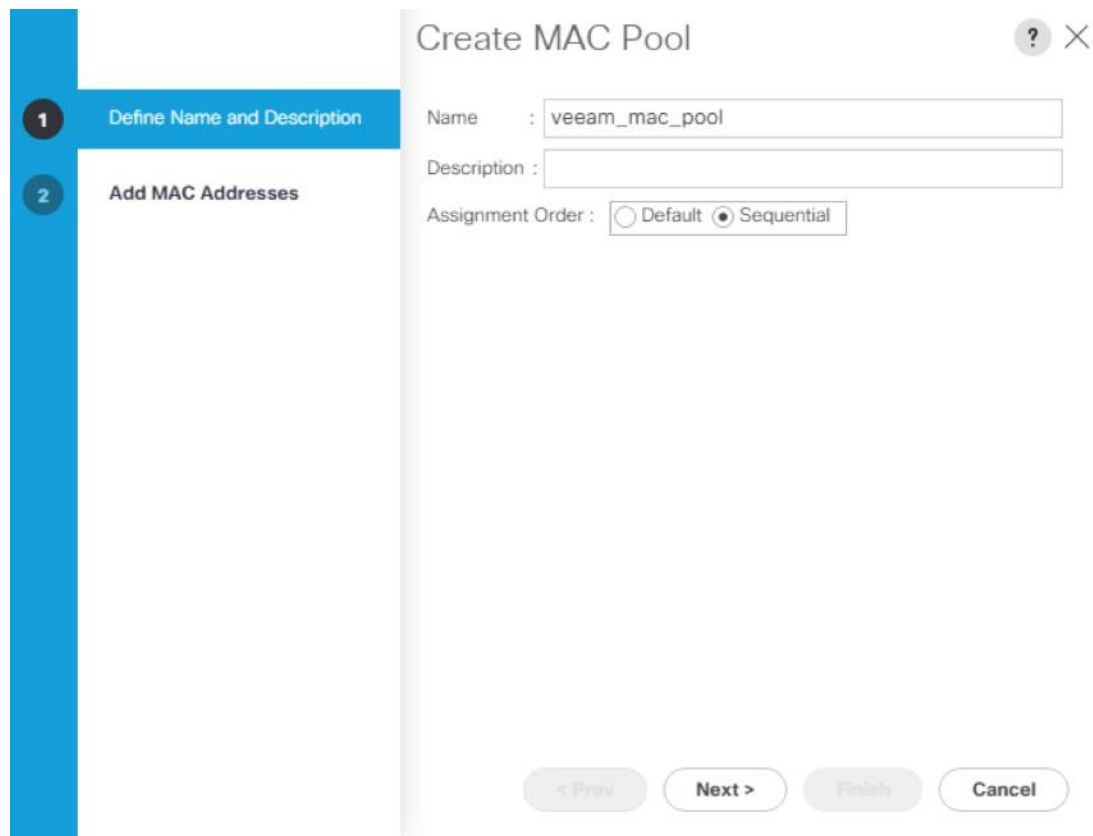 Create MAC Pool
?
1 Define Name and Description
2 Add MAC Addresses
Name : veeam_mac_pool
Description :
Assignment Order : Default Sequential
< Prev Next > Finish Cancel